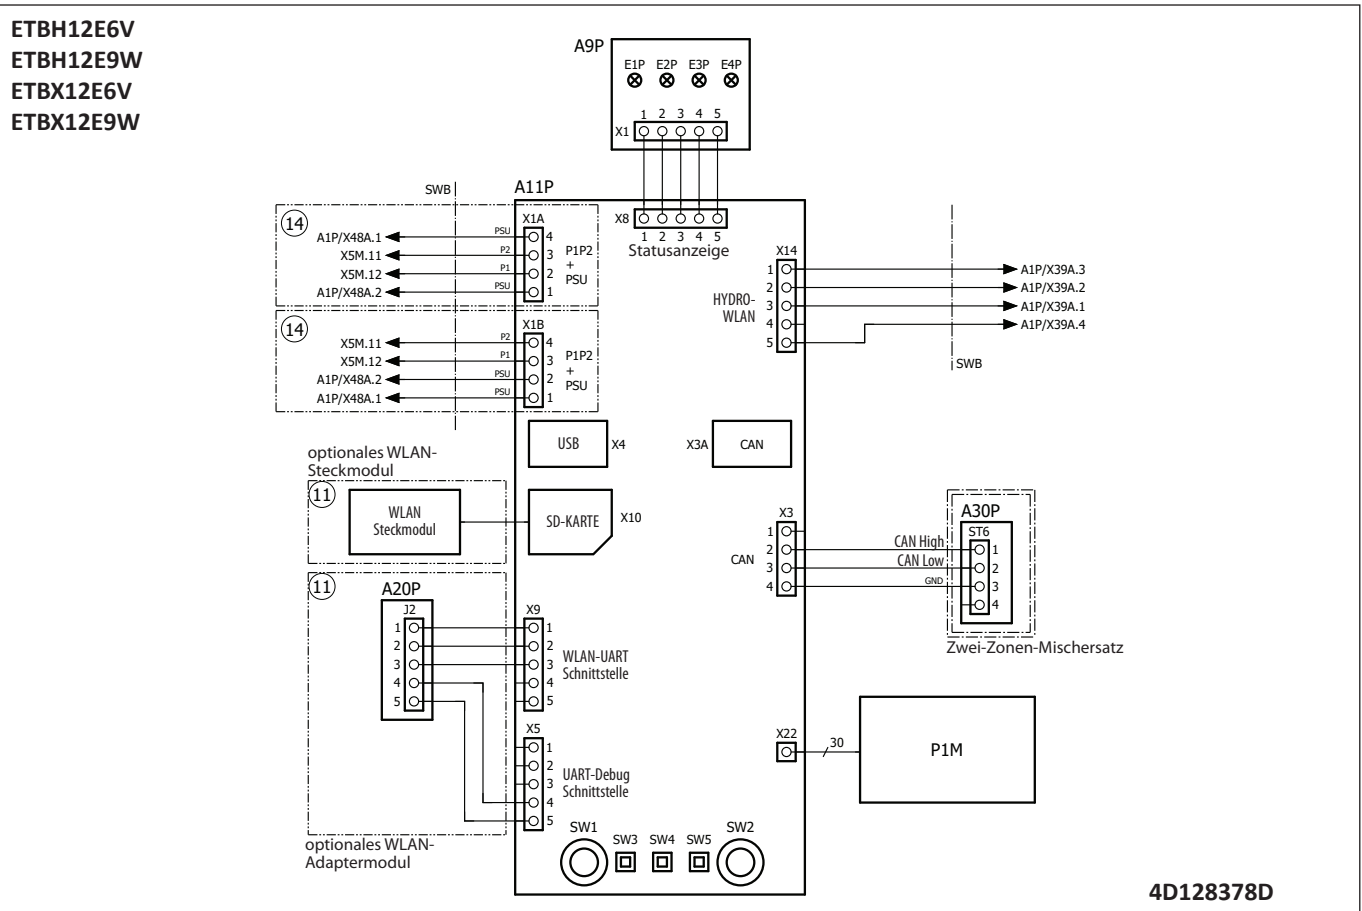 ETBH12E6V
ETBH12E9W
ETBX12E6V
ETBX12E9W
A9P
E1P E2P E3P E4P
1 2 3 4 5
X1
SWB
A11P
X8
1 2 3 4 5
Statusanzeige
14
X1A
A1P/X48A.1 PSU 4
X5M.11 P2 3
X5M.12 P1 2
A1P/X48A.2 PSU 1
P1P2
+
PSU
14
X1B
X5M.11 P2 4
X5M.12 P1 3
A1P/X48A.2 PSU 2
A1P/X48A.1 PSU 1
P1P2
+
PSU
X14
HYDRO-
WLAN
1 A1P/X39A.3
2 A1P/X39A.2
3 A1P/X39A.1
4 A1P/X39A.4
5
SWB
USB X4
X3A CAN
optionales WLAN-
Steckmodul
11
WLAN
Steckmodul
SD-KARTE X10
X3
CAN
1
2
3
4
CAN High
CAN Low
GND
A30P
ST6
1
2
3
4
Zwei-Zonen-Mischersatz
11
A20P
J2
1
2
3
4
5
X9
1
2
3
4
5
WLAN-UART
Schnittstelle
X5
1
2
3
4
5
UART-Debug
Schnittstelle
optionales WLAN-
Adaptermodul
X22
30
P1M
SW1 SW3 SW4 SW5 SW2
4D128378D